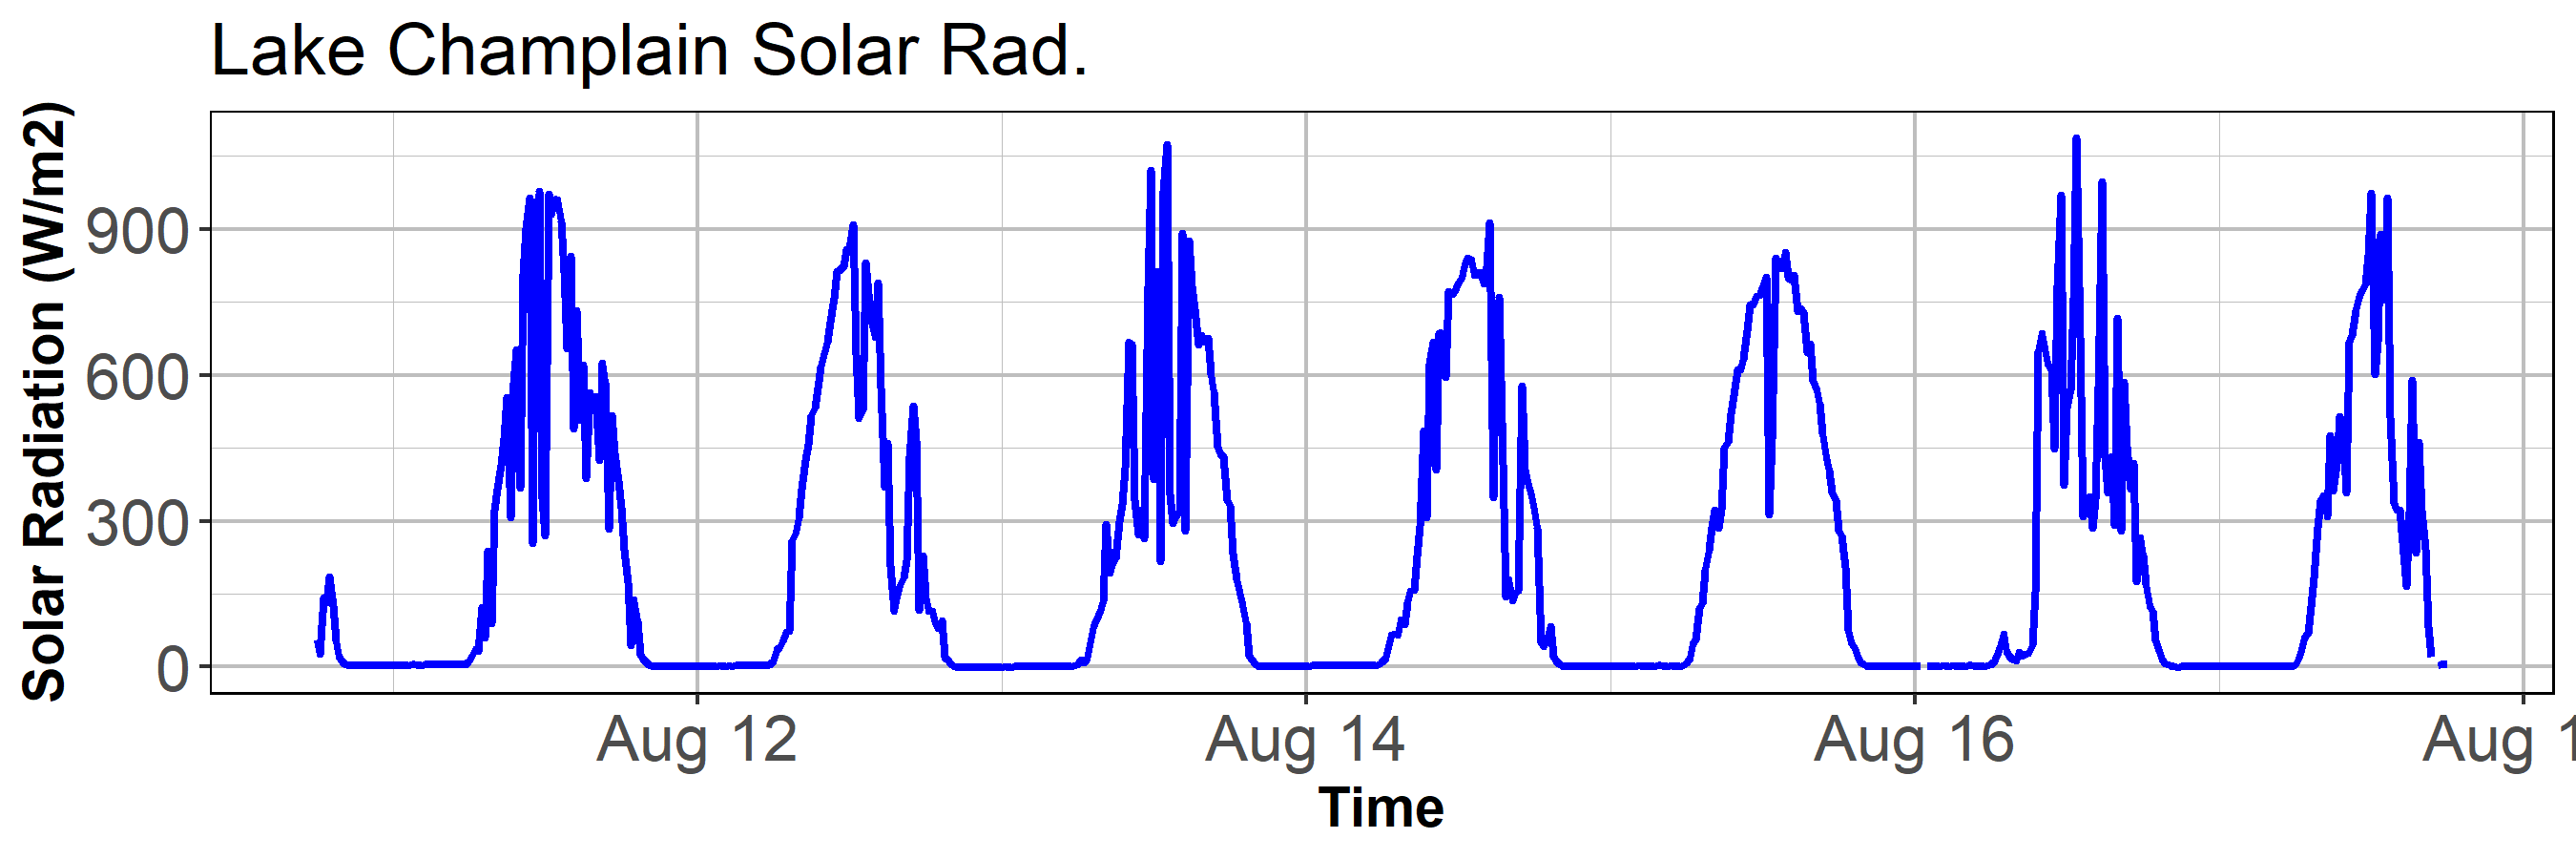 Lake Champlain Solar Rad.
Solar Radiation (W/m2)
900
600
300
0
Aug 12 Aug 14 Aug 16 Aug 1
Time